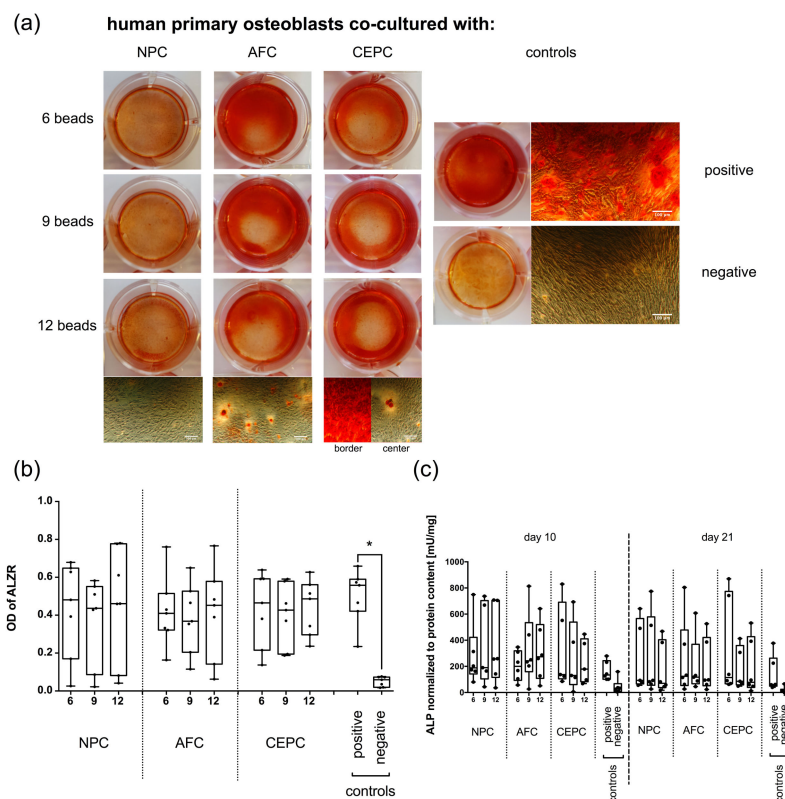 (a)
human primary osteoblasts co-cultured with:
NPC AFC CEPC controls
6 beads
9 beads
12 beads
positive
negative
100 µm
100 µm
border center
(b)
OD of ALZR
1.0
0.8
0.6
0.4
0.2
0.0
*
6 9 12 6 9 12 6 9 12
NPC AFC CEPC
positive
negative
controls
(c)
ALP normalized to protein content [mU/mg]
day 10 day 21
1000
800
600
400
200
0
6 9 12 6 9 12 6 9 12 6 9 12 6 9 12 6 9 12
NPC AFC CEPC NPC AFC CEPC
positive
negative
controls
positive
negative
controls